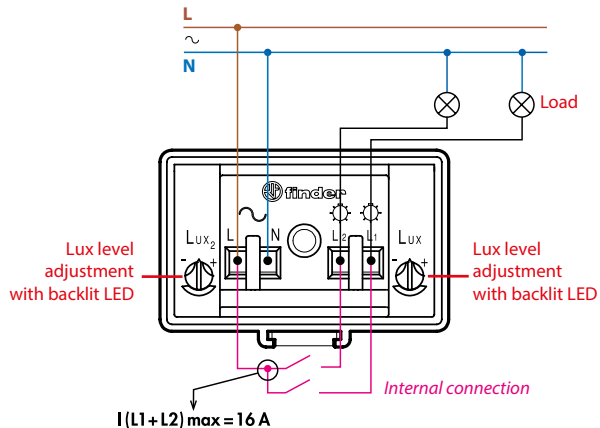 L
N
Load
finder
L N L2 L1
LUX2
- +
LUX
- +
Lux level
adjustment
with backlit LED
Lux level
adjustment
with backlit LED
Internal connection
I (L1+L2) max = 16 A